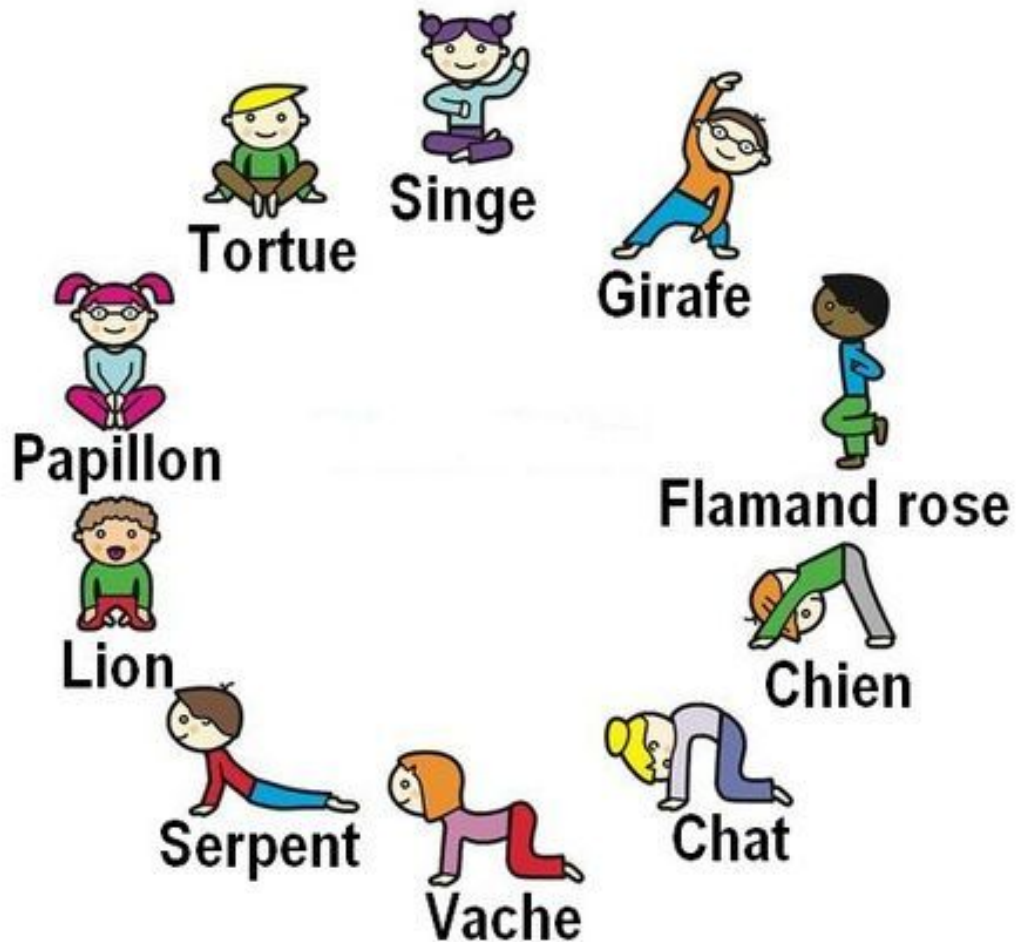 Singe
Tortue
Girafe
Papillon
Flamand rose
Lion
Chien
Serpent
Chat
Vache